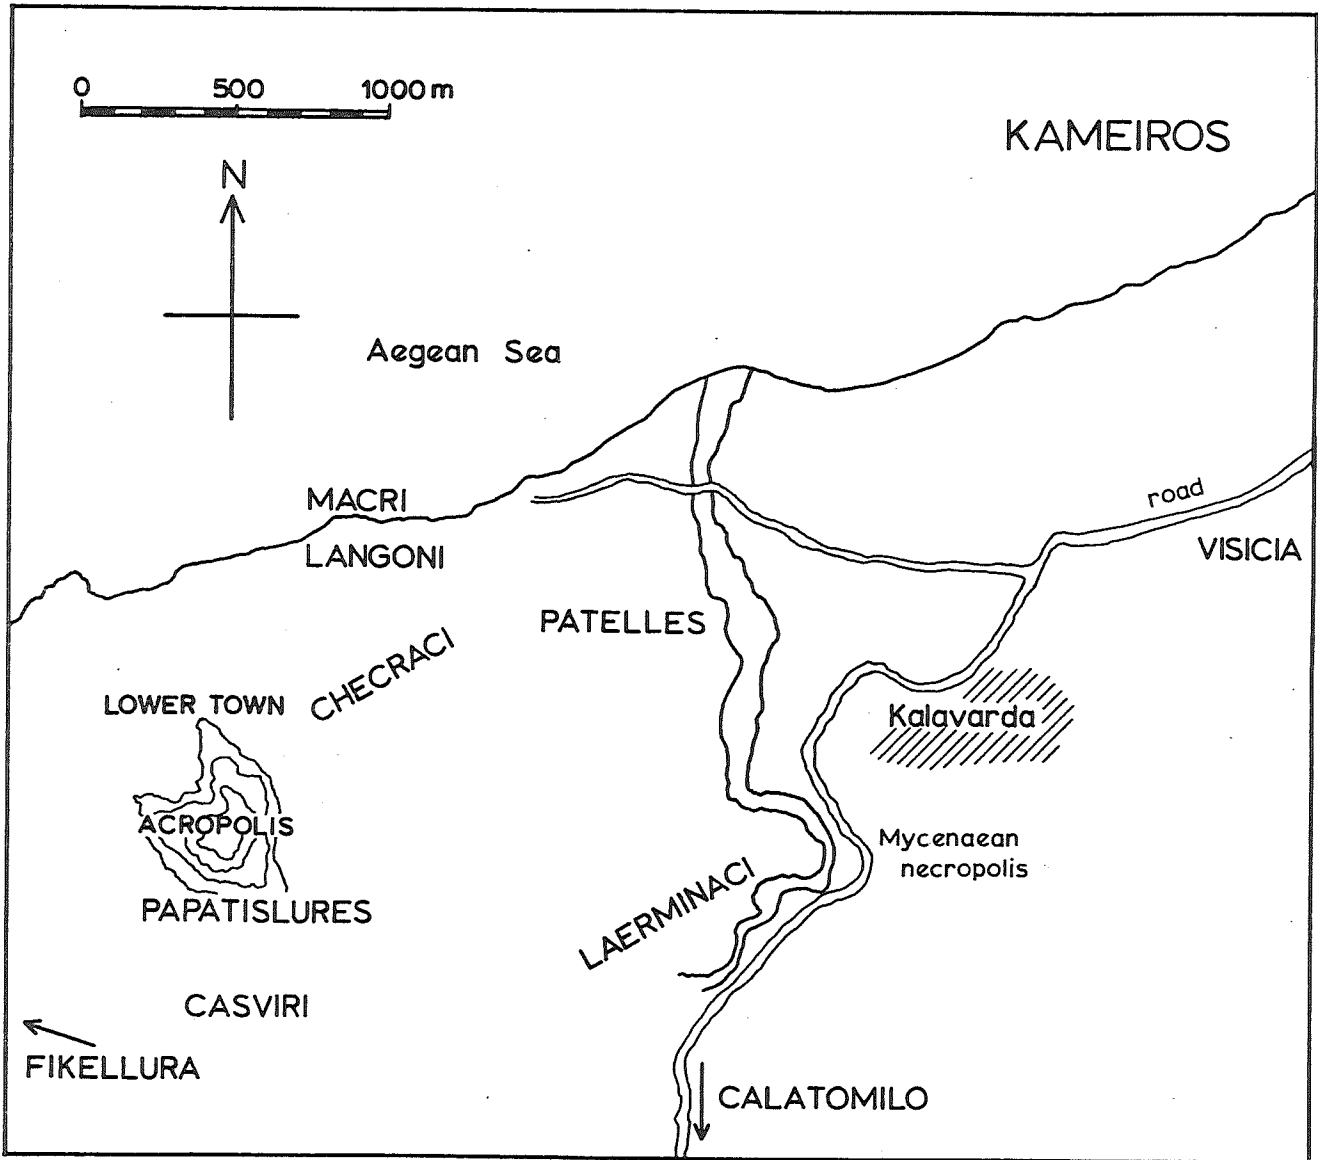 0 500 1000 m
KAMEIROS
N
Aegean Sea
MACRI
LANGONI
road
VISICIA
PATELLES
CHECRACI
LOWER TOWN
Kalavarda
ACROPOLIS
Mycenaean
necropolis
PAPATISLURES
LAERMINACI
CASVIRI
FIKELLURA
CALATOMILO